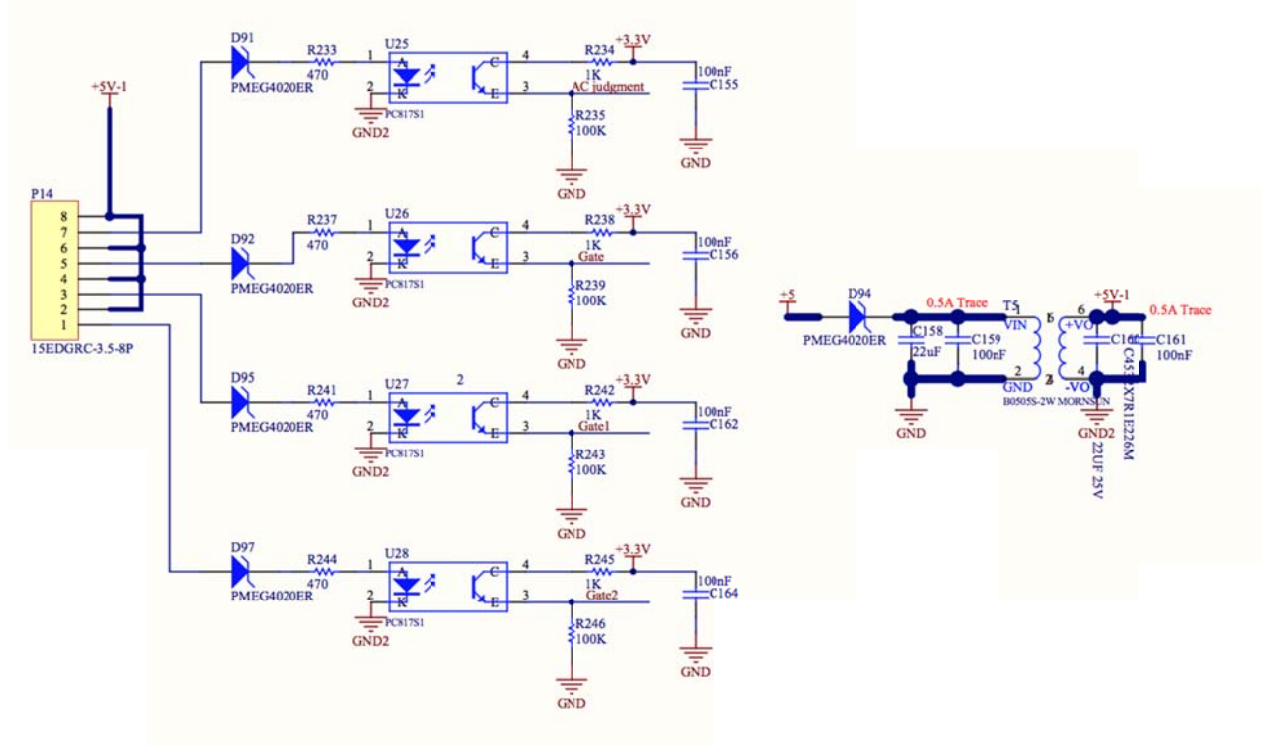 +5V-1
P14
8
7
6
5
4
3
2
1
15EDGRC-3.5-8P
D91
PMEG4020ER
R233
470
U25
1
A
2
K
C
4
E
3
PC817S1
GND2
R234
1K
+3.3V
AC judgment
R235
100K
GND
100nF
C155
GND
D92
PMEG4020ER
R237
470
U26
1
A
2
K
C
4
E
3
PC817S1
GND2
R238
1K
+3.3V
Gate
R239
100K
GND
100nF
C156
GND
D95
PMEG4020ER
R241
470
U27
2
1
A
2
K
C
4
E
3
PC817S1
GND2
R242
1K
+3.3V
Gate1
R243
100K
GND
100nF
C162
GND
D97
PMEG4020ER
R244
470
U28
1
A
2
K
C
4
E
3
PC817S1
GND2
R245
1K
+3.3V
Gate2
R246
100K
GND
100nF
C164
GND
+5
D94
PMEG4020ER
0.5A Trace
C158
22uF
C159
100nF
GND
T5
1
VIN
2
GND
6
+VO
4
-VO
B0505S-2W MORNSUN
+5V-1
0.5A Trace
C161
100nF
GND2
22UF 25V